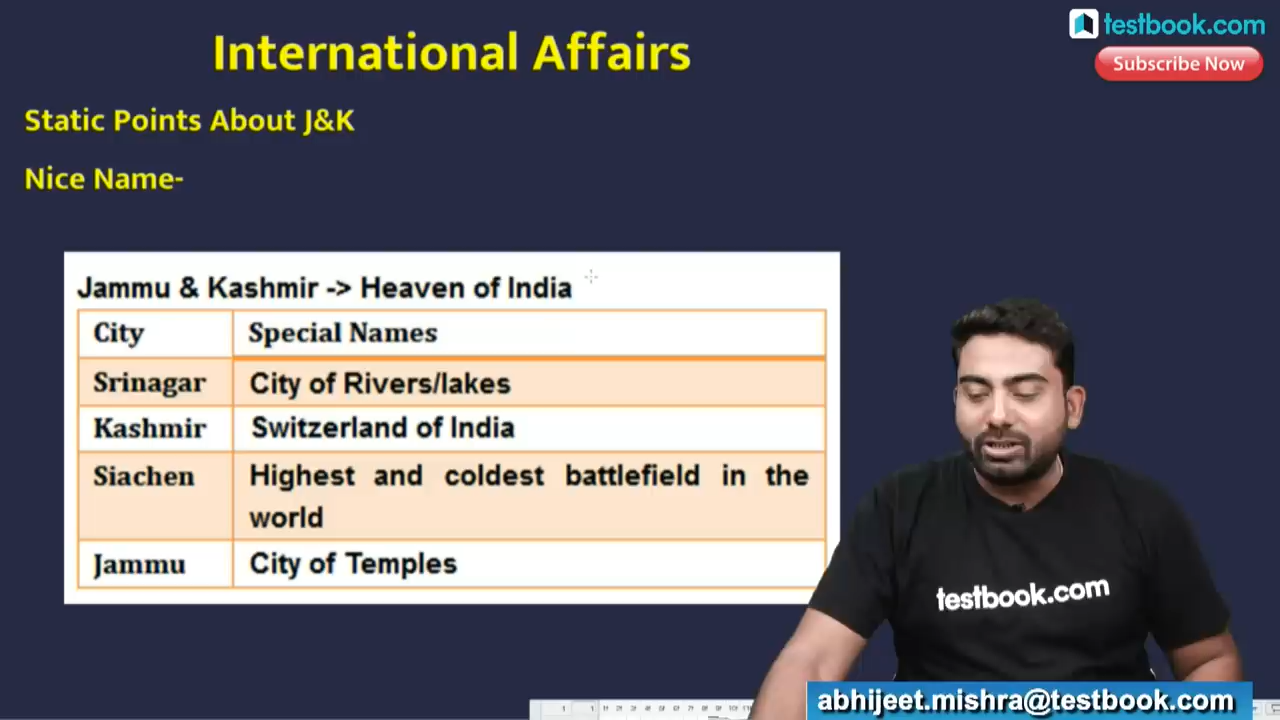 International Affairs
testbook.com
Subscribe Now
Static Points About J&K
Nice Name-
Jammu & Kashmir -> Heaven of India
City Special Names
Srinagar City of Rivers/lakes
Kashmir Switzerland of India
Siachen Highest and coldest battlefield in the
world
Jammu City of Temples
testbook.com
abhijeet.mishra@testbook.com